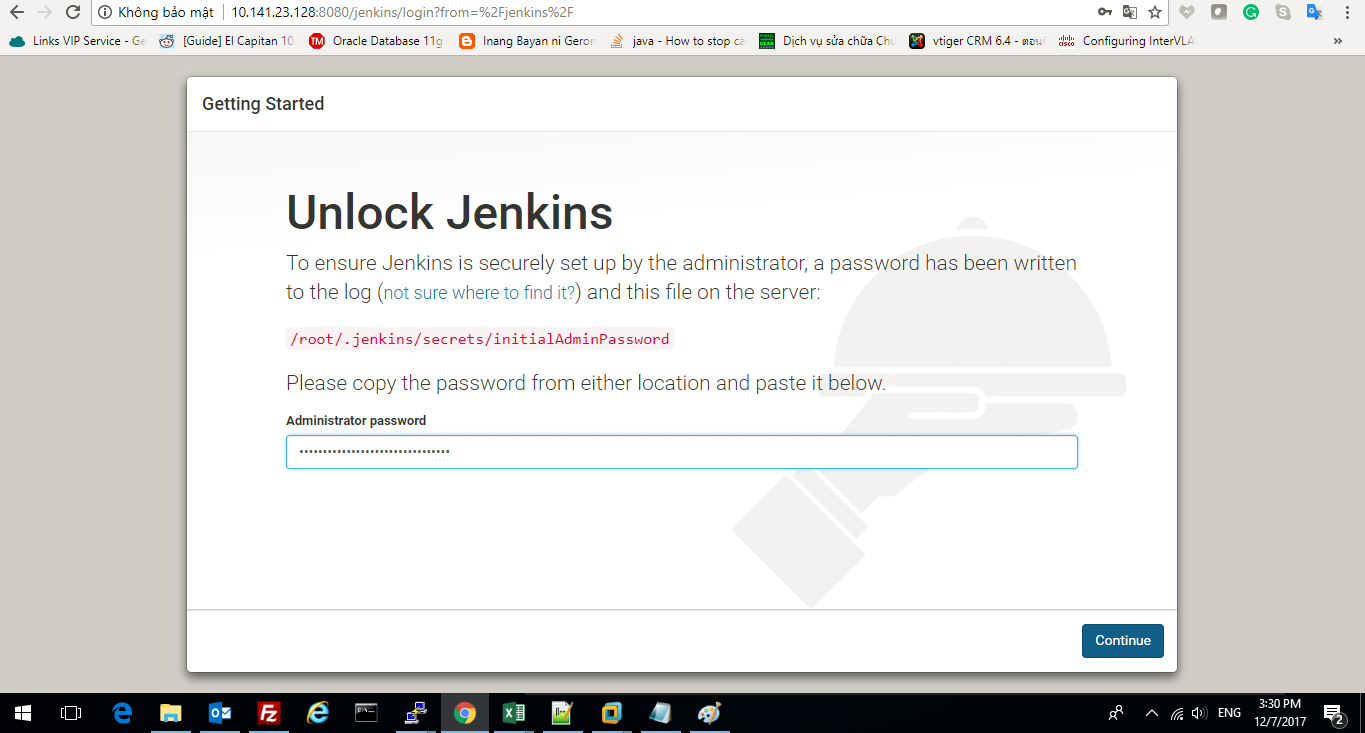 Không bảo mật 10.141.23.128:8080/jenkins/login?from=%2Fjenkins%2F
Links VIP Service - Ge [Guide] El Capitan 10. Oracle Database 11g Inang Bayan ni Geron java - How to stop ca Dịch vụ sửa chữa Chu vtiger CRM 6.4 - Configuring InterVLA »
Getting Started
Unlock Jenkins
To ensure Jenkins is securely set up by the administrator, a password has been written
to the log (not sure where to find it?) and this file on the server:
/root/.jenkins/secrets/initialAdminPassword
Please copy the password from either location and paste it below.
Administrator password
Continue
ENG
3:30 PM
12/7/2017
2